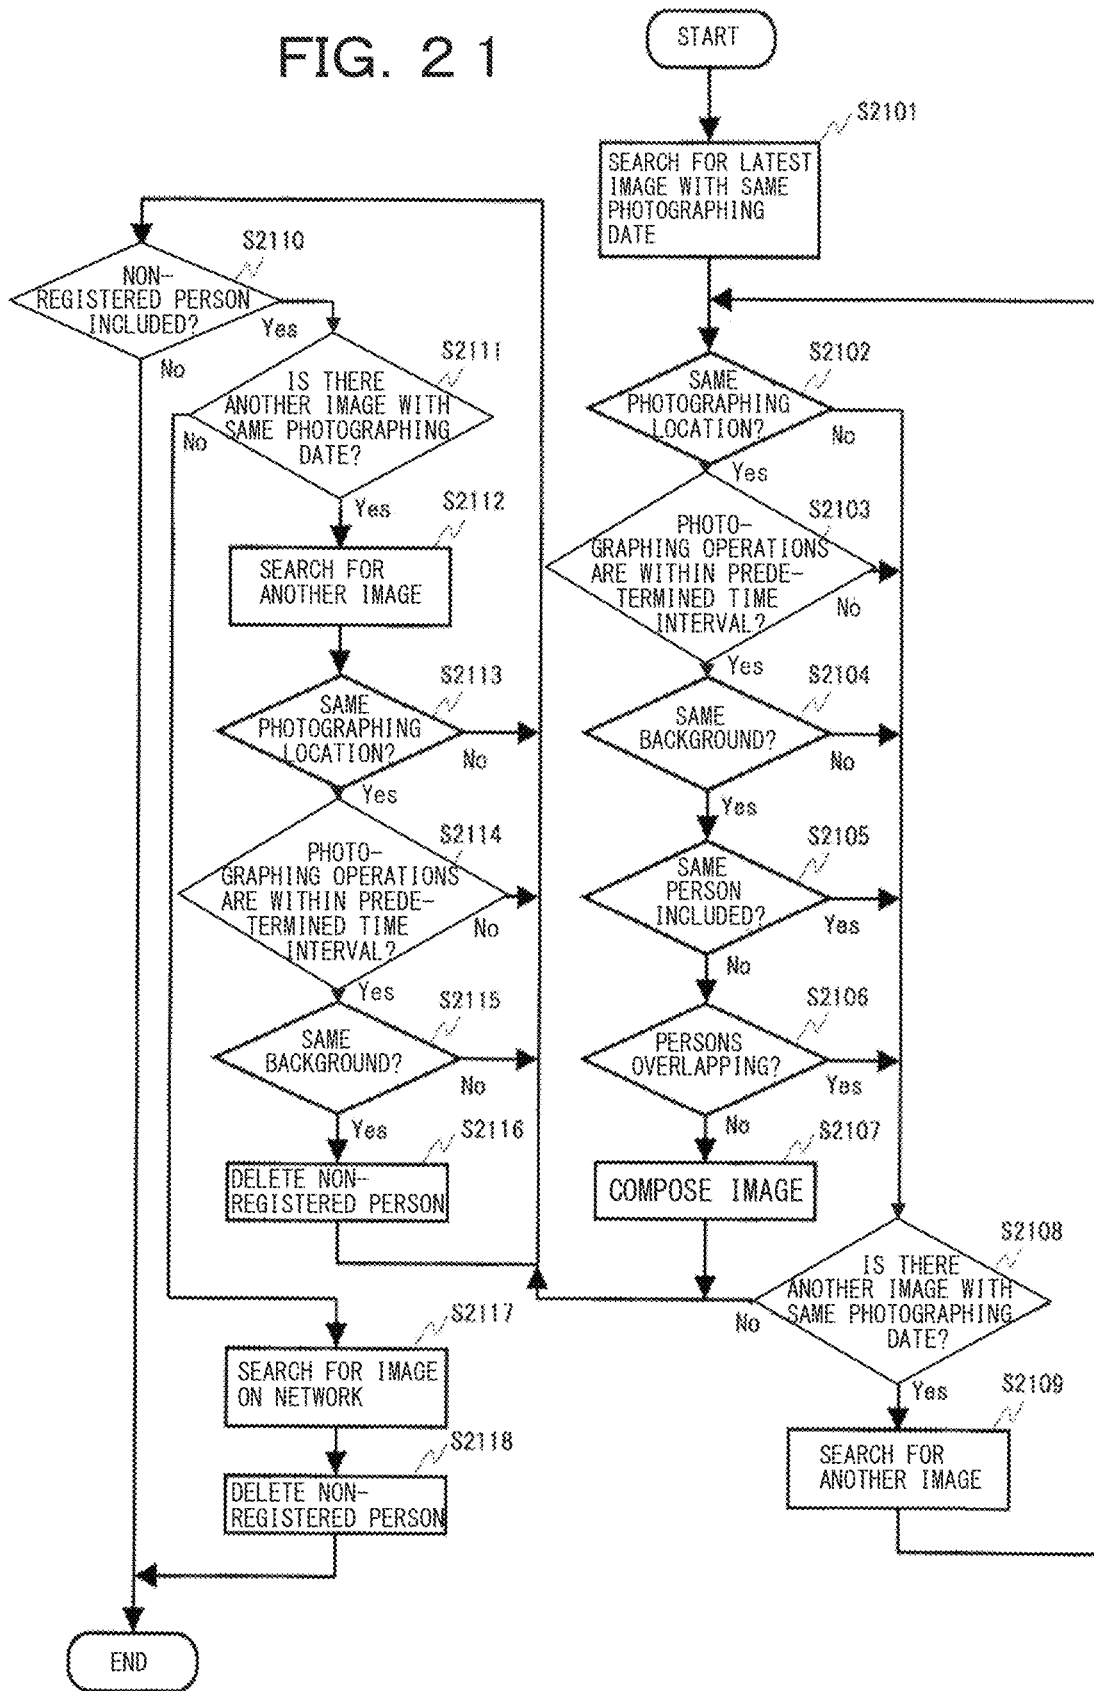 FIG. 21
START
S2101
SEARCH FOR LATEST
IMAGE WITH SAME
PHOTOGRAPHING
DATE
S2102
SAME
PHOTOGRAPHING
LOCATION?
No
Yes
S2103
PHOTO-
GRAPHING OPERATIONS
ARE WITHIN PREDE-
TERMINED TIME
INTERVAL?
No
Yes
S2104
SAME
BACKGROUND?
No
Yes
S2105
SAME
PERSON
INCLUDED?
Yes
No
S2106
PERSONS
OVERLAPPING?
Yes
No
S2107
COMPOSE IMAGE
S2108
IS THERE
ANOTHER IMAGE WITH
SAME PHOTOGRAPHING
DATE?
No
Yes
S2109
SEARCH FOR
ANOTHER IMAGE
S2110
NON-
REGISTERED PERSON
INCLUDED?
Yes
No
S2111
IS THERE
ANOTHER IMAGE WITH
SAME PHOTOGRAPHING
DATE?
No
Yes
S2112
SEARCH FOR
ANOTHER IMAGE
S2113
SAME
PHOTOGRAPHING
LOCATION?
No
Yes
S2114
PHOTO-
GRAPHING OPERATIONS
ARE WITHIN PREDE-
TERMINED TIME
INTERVAL?
No
Yes
S2115
SAME
BACKGROUND?
No
Yes
S2116
DELETE NON-
REGISTERED PERSON
S2117
SEARCH FOR IMAGE
ON NETWORK
S2118
DELETE NON-
REGISTERED PERSON
END